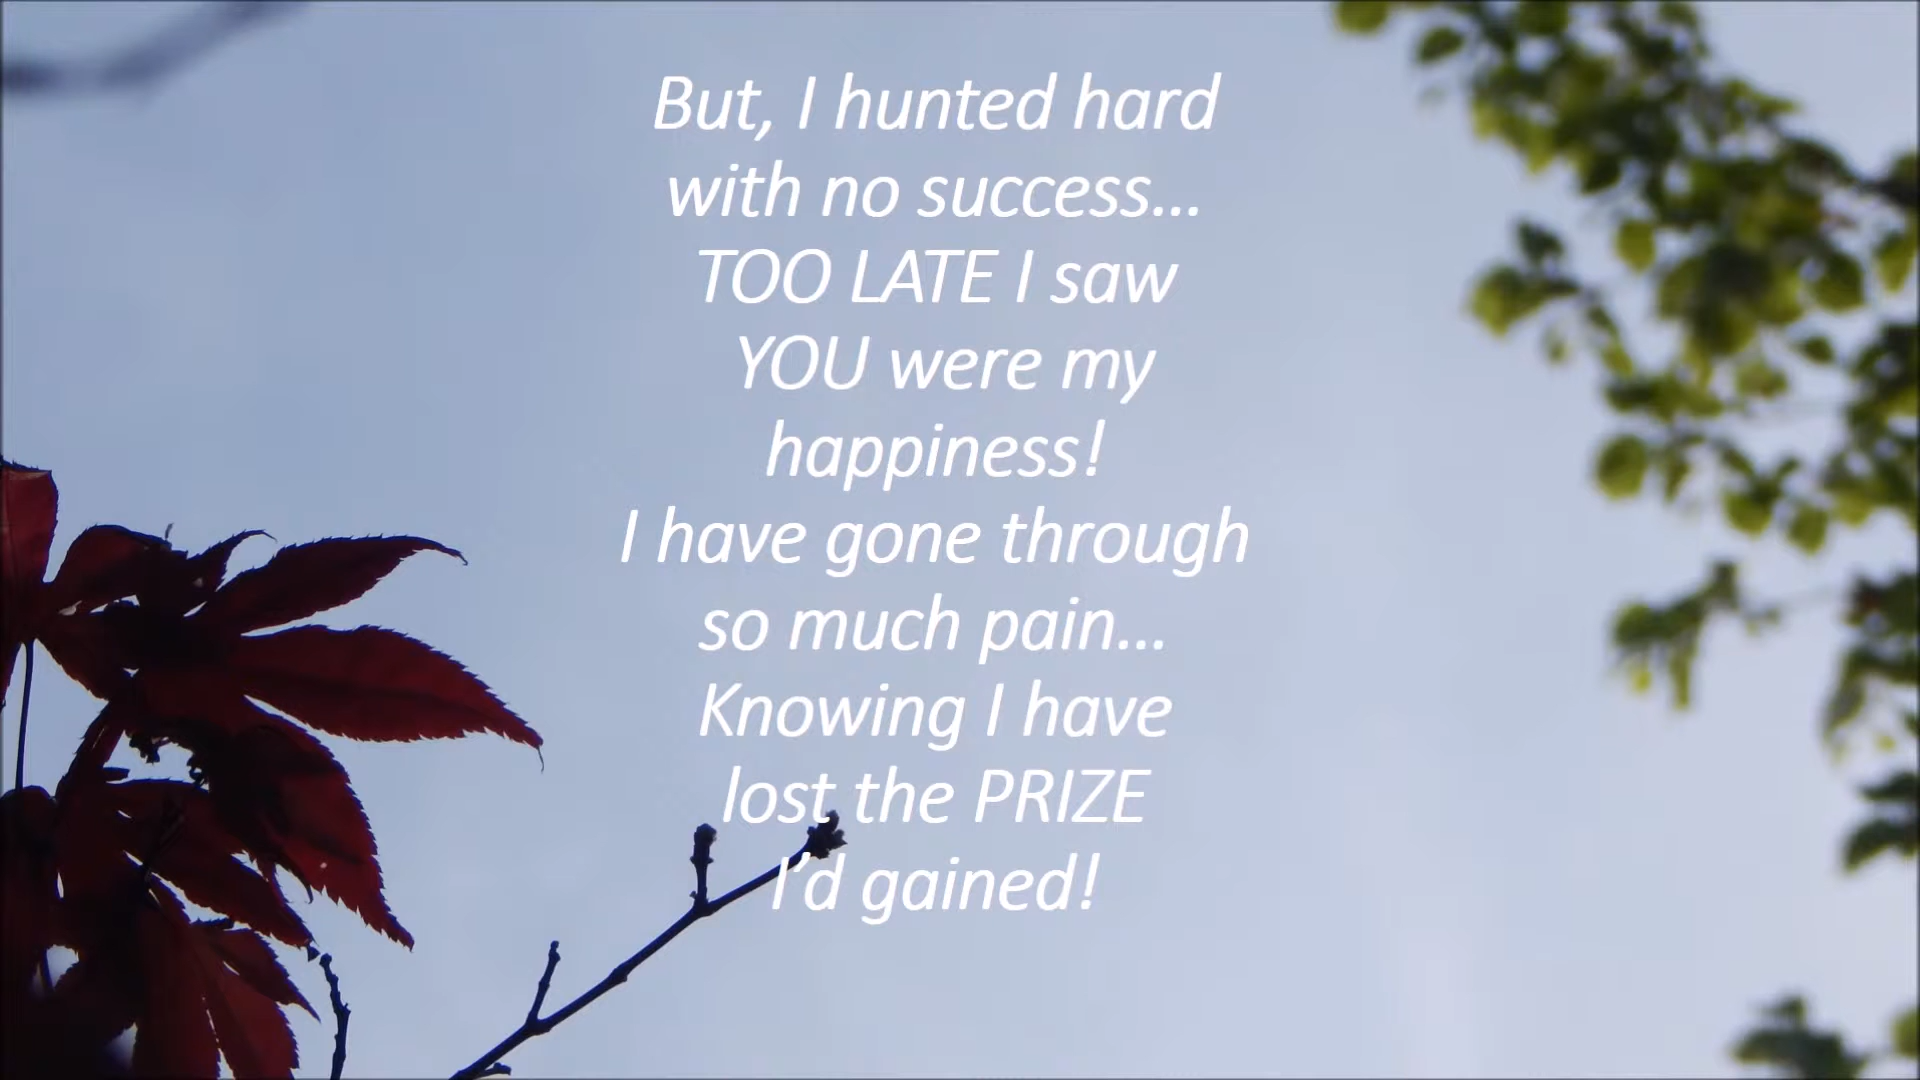 But, I hunted hard
with no success...
TOO LATE I saw
YOU were my
happiness!
I have gone through
so much pain...
Knowing I have
lost the PRIZE
I'd gained!